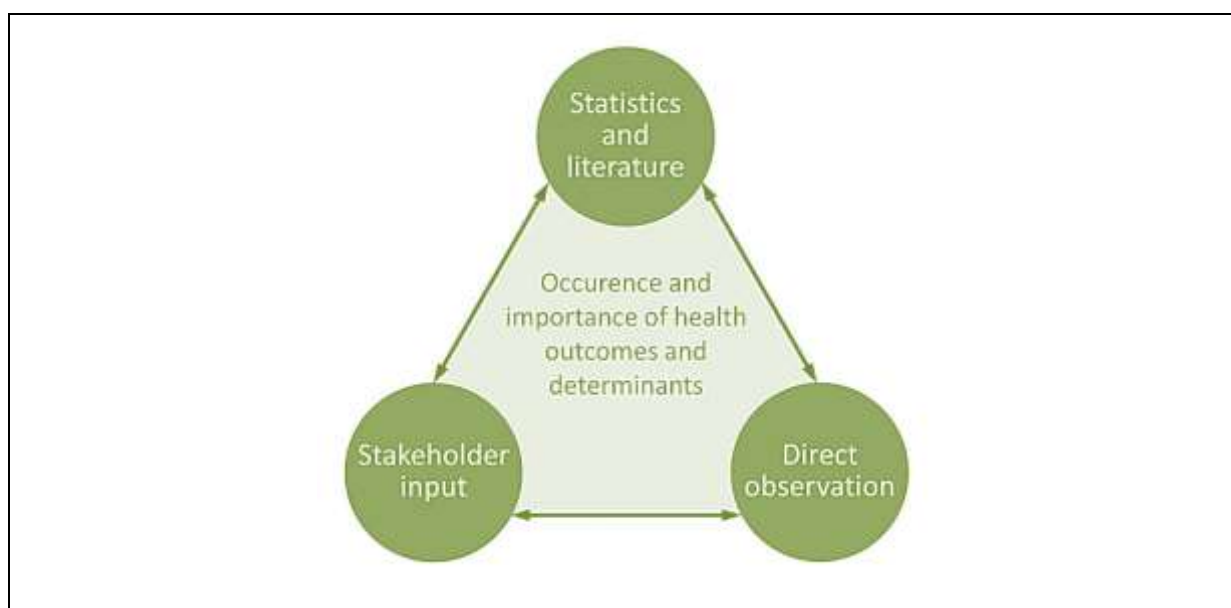 Statistics
and
literature
Occurence and
importance of health
outcomes and
determinants
Stakeholder
input
Direct
observation